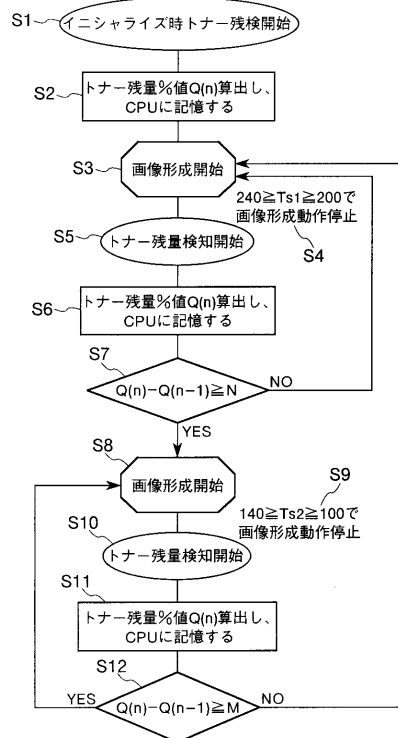 S1
イニシャライズ時トナー残検開始
S2
トナー残量％値Q(n)算出し、
CPUに記憶する
S3
画像形成開始
240≧Ts1≧200で
画像形成動作停止
S4
S5
トナー残量検知開始
S6
トナー残量％値Q(n)算出し、
CPUに記憶する
S7
Q(n)−Q(n−1)≧N
NO
YES
S8
画像形成開始
S9
140≧Ts2≧100で
画像形成動作停止
S10
トナー残量検知開始
S11
トナー残量％値Q(n)算出し、
CPUに記憶する
S12
YES
Q(n)−Q(n−1)≧M
NO